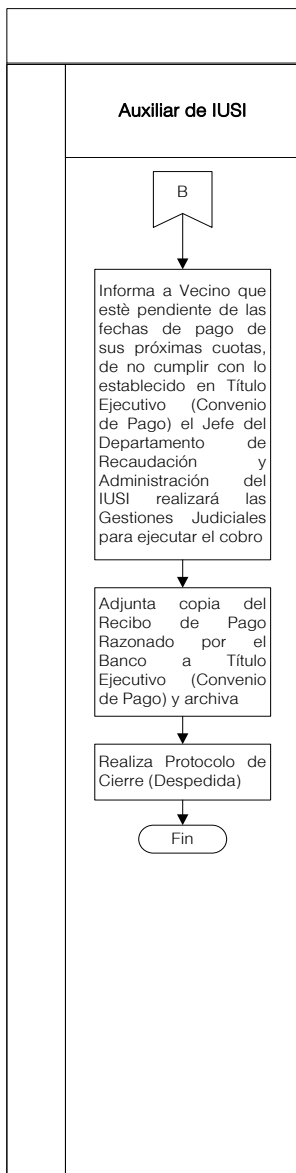 Auxiliar de IUSI
B
Informa a Vecino que
estè pendiente de las
fechas de pago de
sus próximas cuotas,
de no cumplir con lo
establecido en Título
Ejecutivo (Convenio
de Pago) el Jefe del
Departamento de
Recaudación y
Administración del
IUSI realizará las
Gestiones Judiciales
para ejecutar el cobro
Adjunta copia del
Recibo de Pago
Razonado por el
Banco a Título
Ejecutivo (Convenio
de Pago) y archiva
Realiza Protocolo de
Cierre (Despedida)
Fin